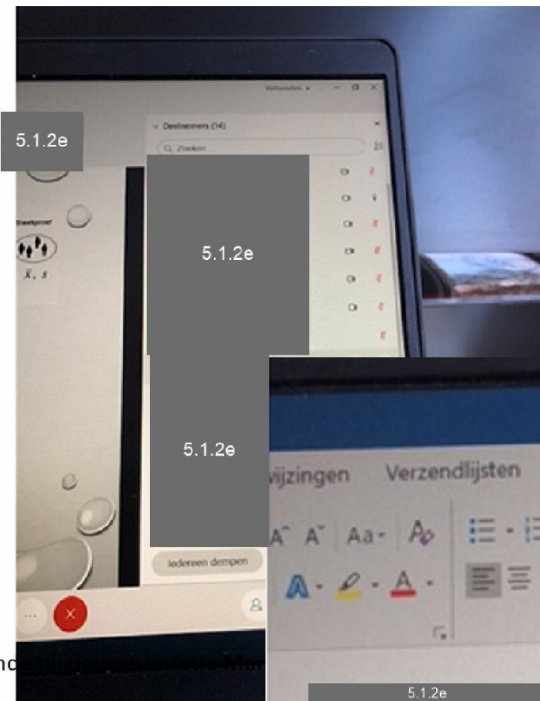 Verbinden
Deelnemers (14)
5.1.2e
Zoeken
Steekproef
5.1.2e
x̄, s
5.1.2e
wijzingen Verzendlijsten
Aa
A
A
Iedereen dempen
5.1.2e